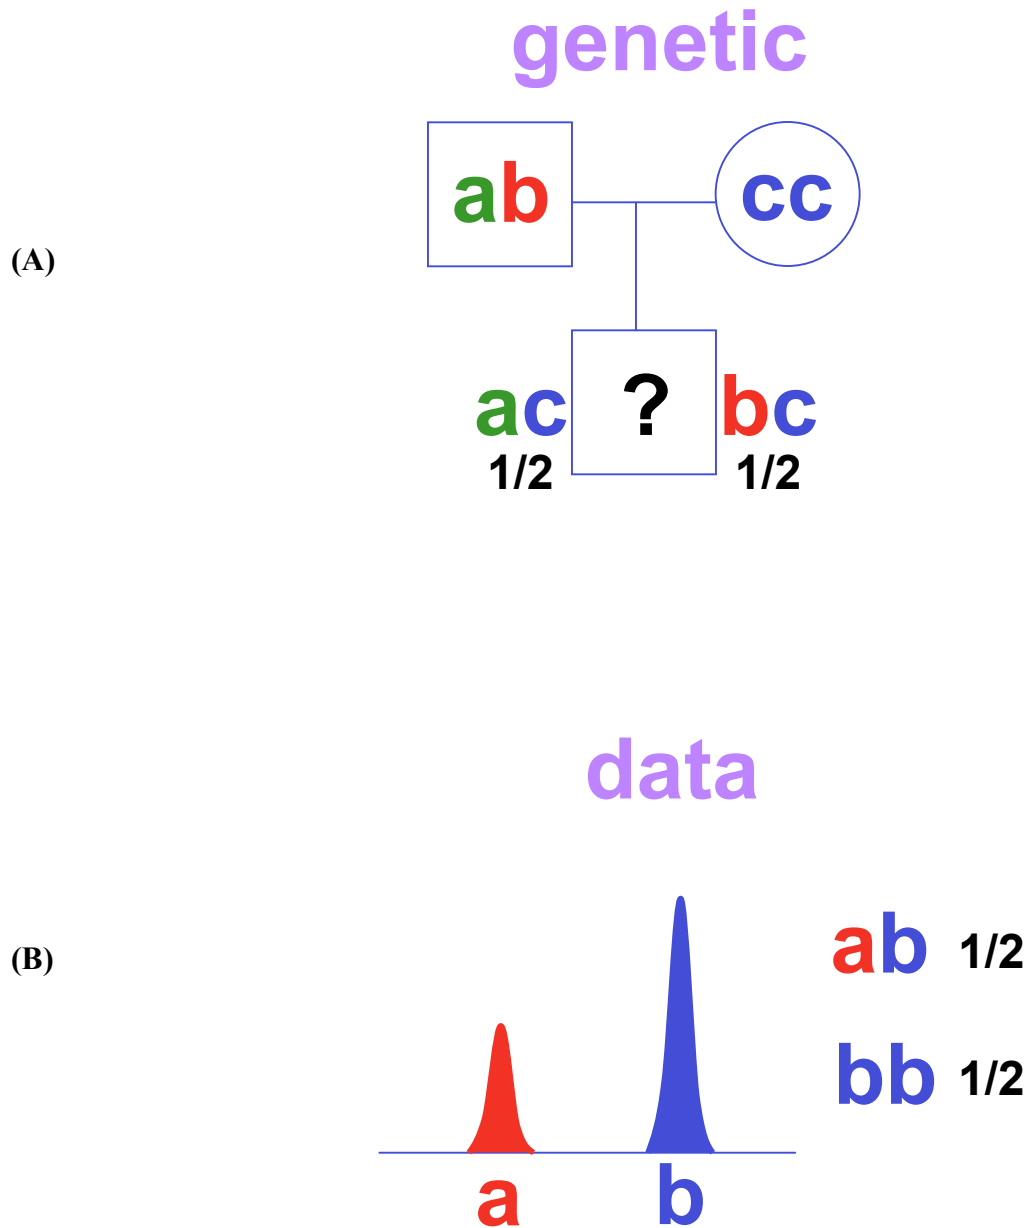 genetic
ab cc
(A)
ac ? bc
1/2 1/2
data
(B)
ab 1/2
bb 1/2
a b